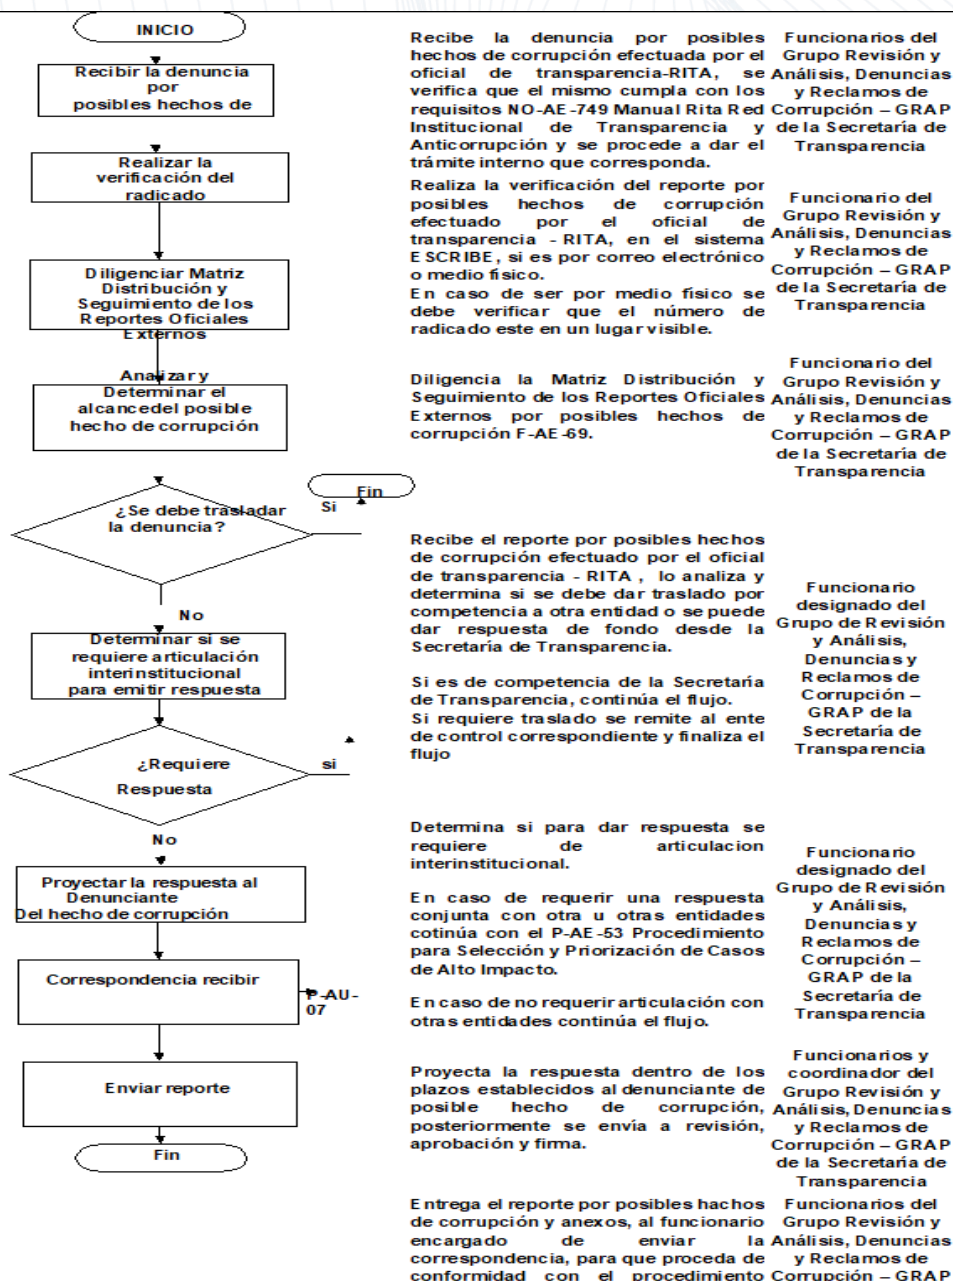 INICIO
Recibir la denuncia
por
posibles hechos de
Realizar la
verificación del
radicado
Diligenciar Matriz
Distribución y
Seguimiento de los
Reportes Oficiales
Externos
Analizar y
Determinar el
alcancedel posible
hecho de corrupción
Fin
Si
¿Se debe trasladar
la denuncia?
No
Determinar si se
requiere articulación
interinstitucional
para emitir respuesta
¿Requiere
Respuesta
si
No
Proyectar la respuesta al
Denunciante
Del hecho de corrupción
Correspondencia recibir
P-AU-
07
Enviar reporte
Fin
Recibe la denuncia por posibles
hechos de corrupción efectuada por el
oficial de transparencia-RITA, se
verifica que el mismo cumpla con los
requisitos NO-AE-749 Manual Rita Red
Institucional de Transparencia y
Anticorrupción y se procede a dar el
trámite interno que corresponda.
Realiza la verificación del reporte por
posibles hechos de corrupción
efectuado por el oficial de
transparencia - RITA, en el sistema
ESCRIBE, si es por correo electrónico
o medio físico.
En caso de ser por medio físico se
debe verificar que el número de
radicado este en un lugar visible.
Diligencia la Matriz Distribución y
Seguimiento de los Reportes Oficiales
Externos por posibles hechos de
corrupción F-AE-69.
Recibe el reporte por posibles hechos
de corrupción efectuado por el oficial
de transparencia - RITA , lo analiza y
determina si se debe dar traslado por
competencia a otra entidad o se puede
dar respuesta de fondo desde la
Secretaría de Transparencia.
Si es de competencia de la Secretaría
de Transparencia, continúa el flujo.
Si requiere traslado se remite al ente
de control correspondiente y finaliza el
flujo
Determina si para dar respuesta se
requiere de articulacion
interinstitucional.
En caso de requerir una respuesta
conjunta con otra u otras entidades
cotinúa con el P-AE-53 Procedimiento
para Selección y Priorización de Casos
de Alto Impacto.
En caso de no requerir articulación con
otras entidades continúa el flujo.
Proyecta la respuesta dentro de los
plazos establecidos al denunciante de
posible hecho de corrupción,
posteriormente se envía a revisión,
aprobación y firma.
Entrega el reporte por posibles hachos
de corrupción y anexos, al funcionario
encargado de enviar la
correspondencia, para que proceda de
conformidad con el procedimiento
Funcionarios del
Grupo Revisión y
Análisis, Denuncias
y Reclamos de
Corrupción – GRAP
de la Secretaría de
Transparencia
Funcionario del
Grupo Revisión y
Análisis, Denuncias
y Reclamos de
Corrupción – GRAP
de la Secretaría de
Transparencia
Funcionario del
Grupo Revisión y
Análisis, Denuncias
y Reclamos de
Corrupción – GRAP
de la Secretaría de
Transparencia
Funcionario
designado del
Grupo de Revisión
y Análisis,
Denuncias y
Reclamos de
Corrupción –
GRAP de la
Secretaría de
Transparencia
Funcionario
designado del
Grupo de Revisión
y Análisis,
Denuncias y
Reclamos de
Corrupción –
GRAP de la
Secretaría de
Transparencia
Funcionarios y
coordinador del
Grupo Revisión y
Análisis, Denuncias
y Reclamos de
Corrupción – GRAP
de la Secretaría de
Transparencia
Funcionarios del
Grupo Revisión y
Análisis, Denuncias
y Reclamos de
Corrupción – GRAP